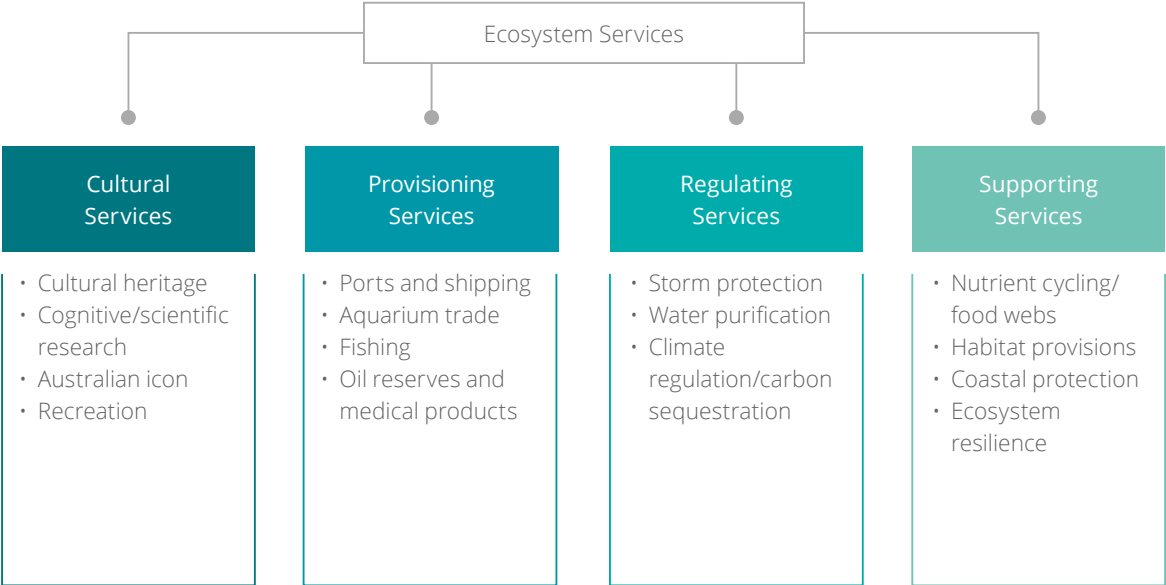 Ecosystem Services
Cultural
Services
• Cultural heritage
• Cognitive/scientific
research
• Australian icon
• Recreation
Provisioning
Services
• Ports and shipping
• Aquarium trade
• Fishing
• Oil reserves and
medical products
Regulating
Services
• Storm protection
• Water purification
• Climate
regulation/carbon
sequestration
Supporting
Services
• Nutrient cycling/
food webs
• Habitat provisions
• Coastal protection
• Ecosystem
resilience